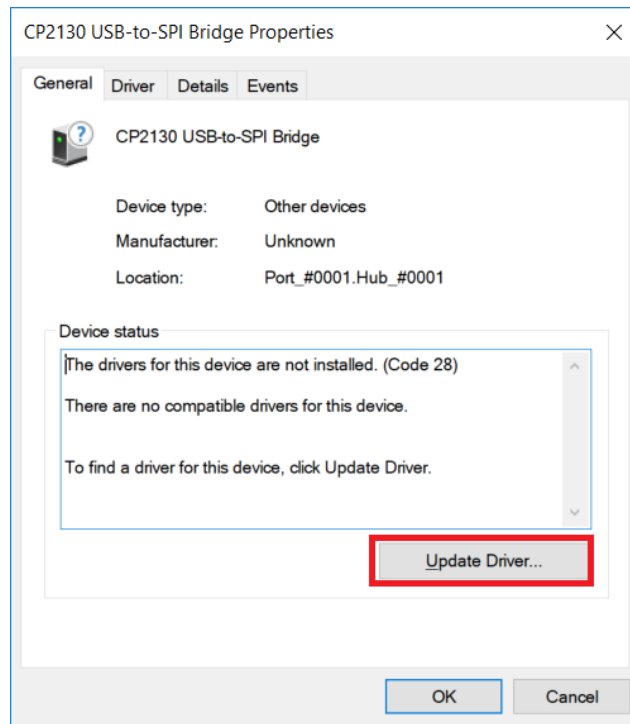 CP2130 USB-to-SPI Bridge Properties
General Driver Details Events
CP2130 USB-to-SPI Bridge
Device type: Other devices
Manufacturer: Unknown
Location: Port_#0001.Hub_#0001
Device status
The drivers for this device are not installed. (Code 28)
There are no compatible drivers for this device.
To find a driver for this device, click Update Driver.
Update Driver...
OK Cancel